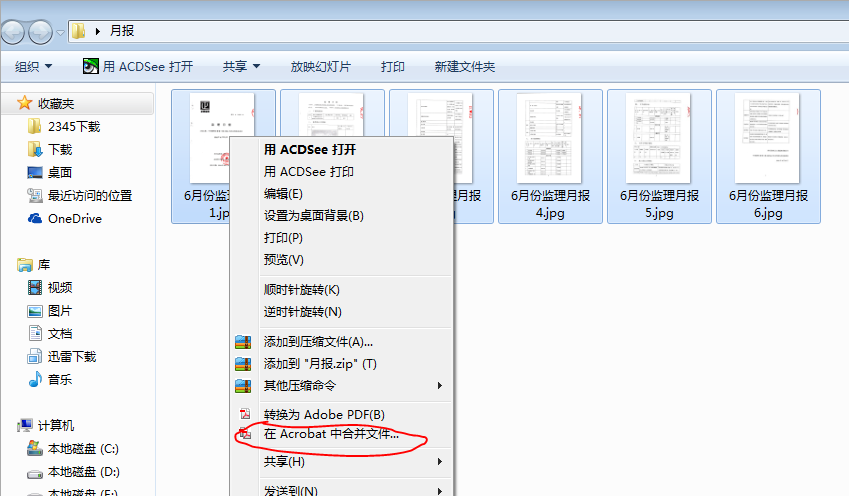 月报
组织
用 ACDSee 打开
共享
放映幻灯片
打印
新建文件夹
收藏夹
2345下载
下载
桌面
最近访问的位置
OneDrive
库
视频
图片
文档
迅雷下载
音乐
计算机
本地磁盘 (C:)
本地磁盘 (D:)
本地磁盘 (E:)
6月份监理
1.jp
月报
6月份监理月报
4.jpg
6月份监理月报
5.jpg
6月份监理月报
6.jpg
用 ACDSee 打开
用 ACDSee 打印
编辑(E)
设置为桌面背景(B)
打印(P)
预览(V)
顺时针旋转(K)
逆时针旋转(N)
添加到压缩文件(A)...
添加到 "月报.zip" (T)
其他压缩命令
转换为 Adobe PDF(B)
在 Acrobat 中合并文件...
共享(H)
发送到(N)